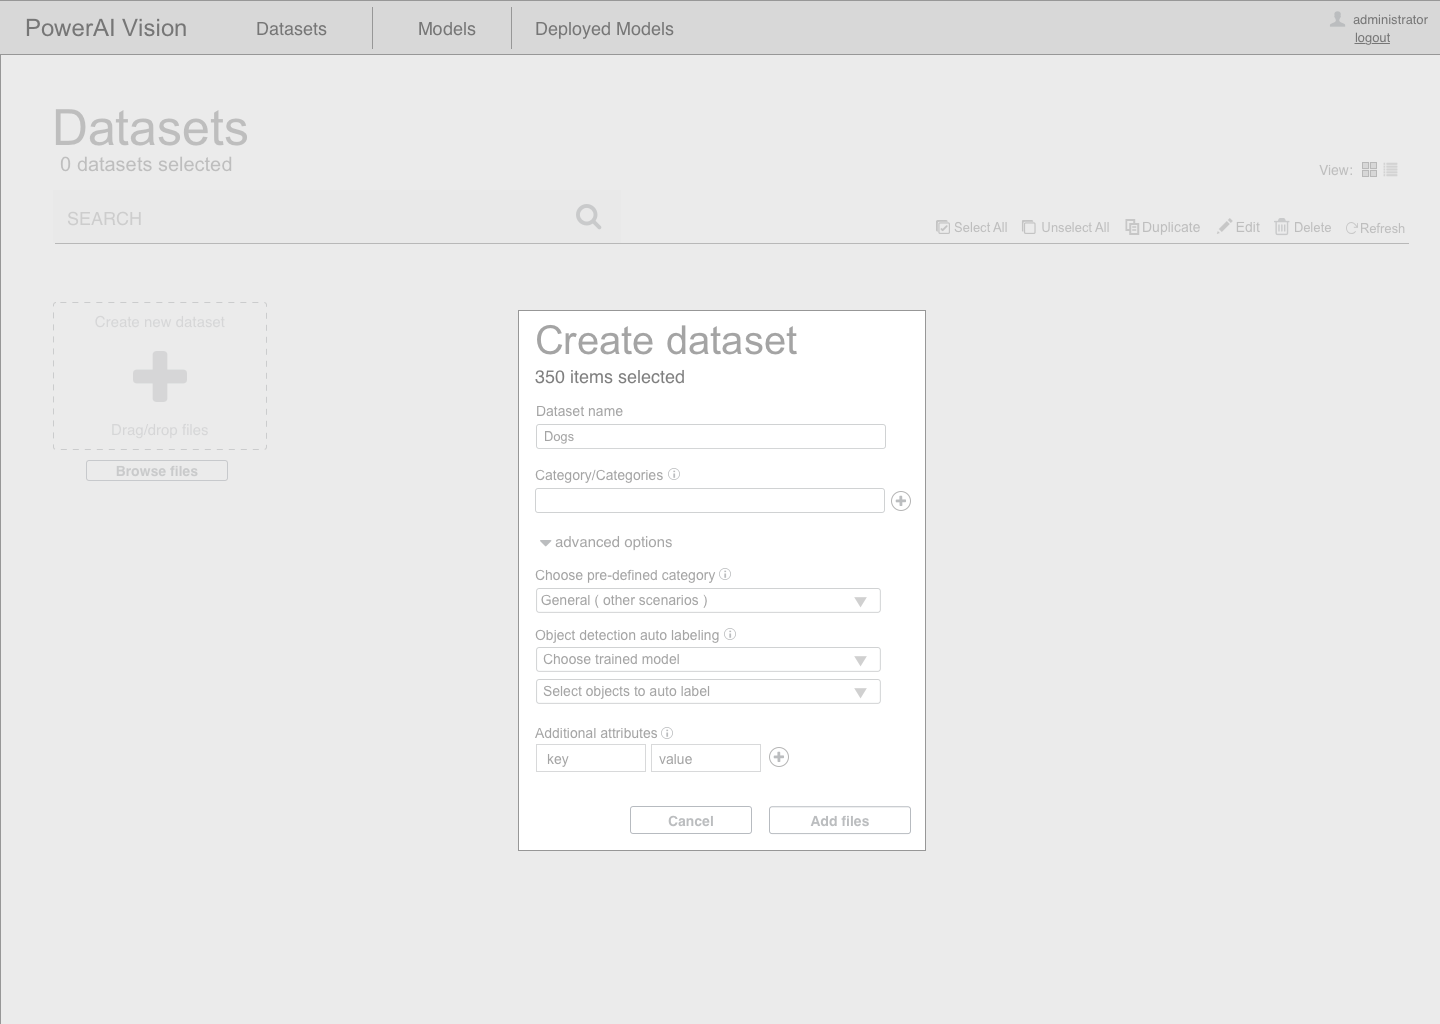 PowerAI Vision
Datasets
Models
Deployed Models
administrator
logout
Datasets
0 datasets selected
View:
SEARCH
Select All
Unselect All
Duplicate
Edit
Delete
Refresh
Create new dataset
Drag/drop files
Browse files
Create dataset
350 items selected
Dataset name
Dogs
Category/Categories
advanced options
Choose pre-defined category
General ( other scenarios )
Object detection auto labeling
Choose trained model
Select objects to auto label
Additional attributes
key
value
Cancel
Add files